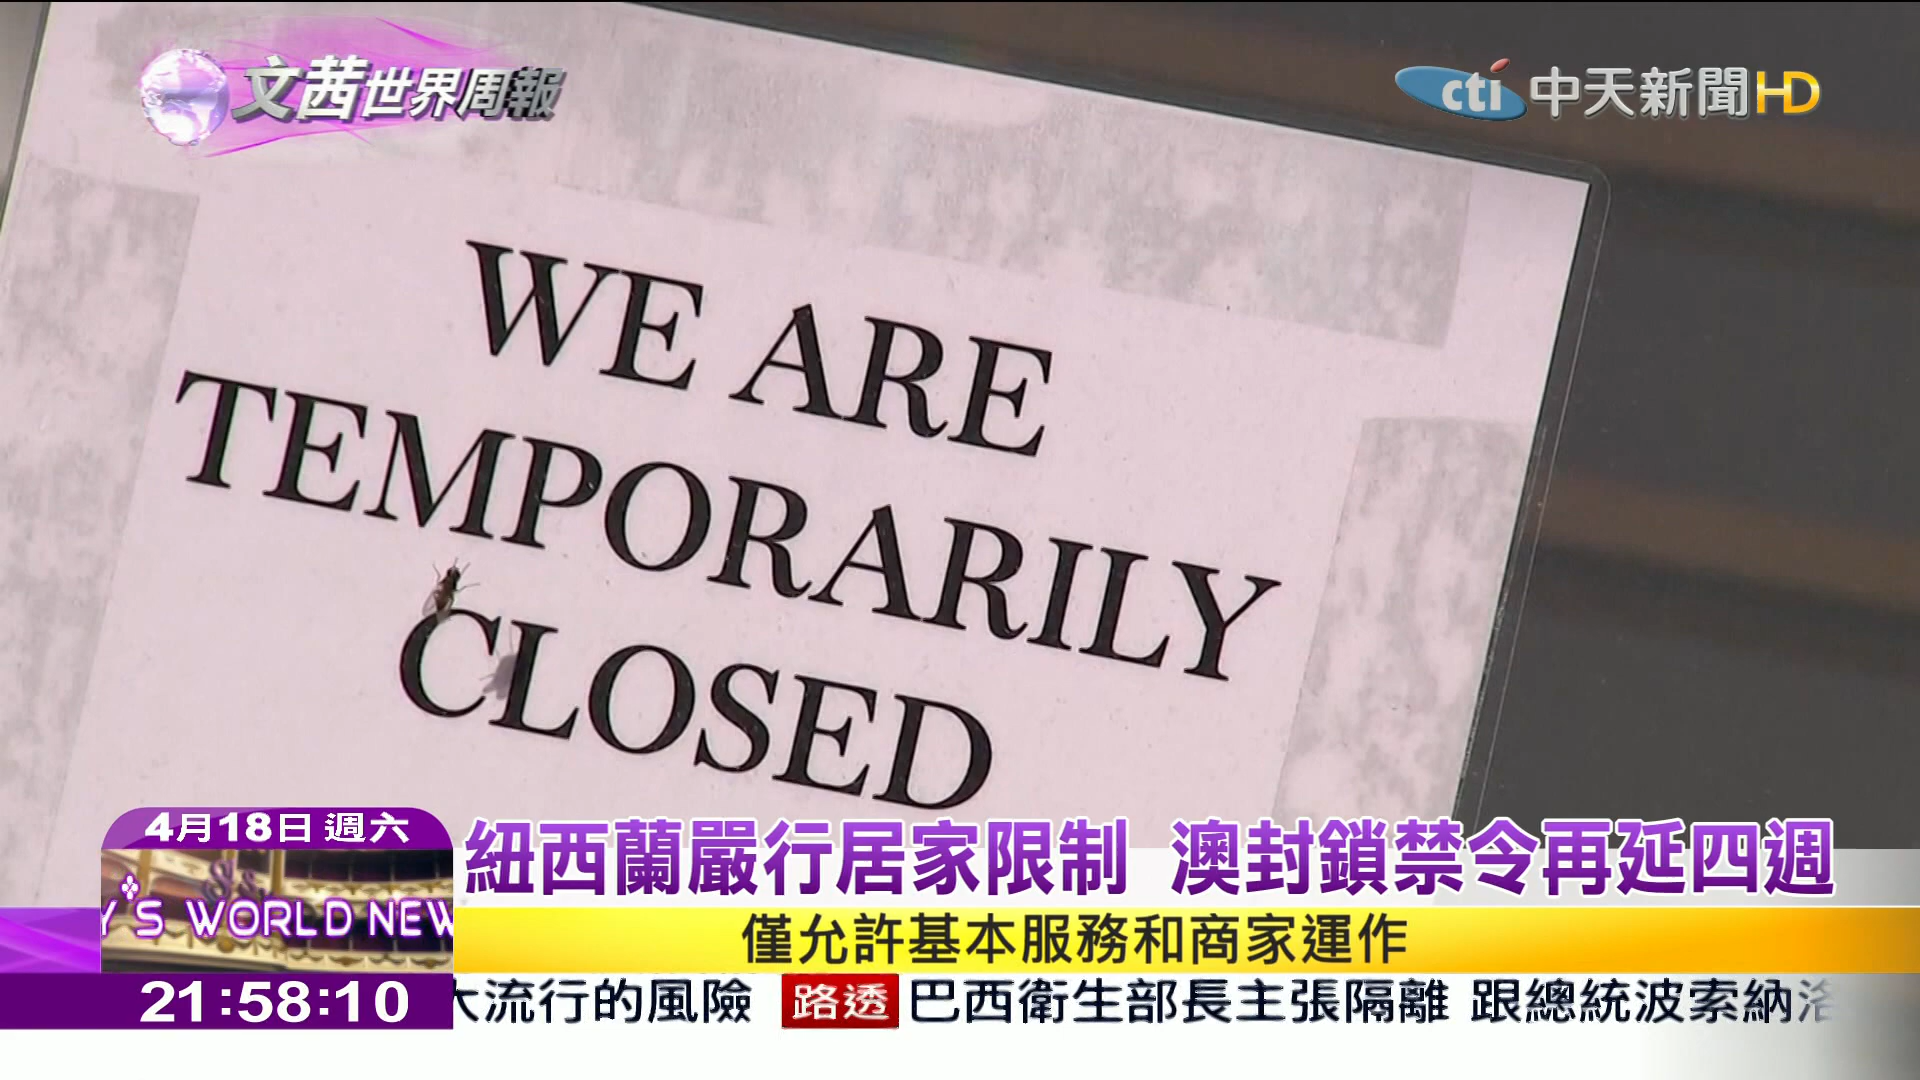 文茜世界周報
cti 中天新聞HD
WE ARE
TEMPORARILY
CLOSED
4月18日 週六
紐西蘭嚴行居家限制 澳封鎖禁令再延四週
Y'S WORLD NEW
僅允許基本服務和商家運作
21:58:10
大流行的風險 路透 巴西衛生部長主張隔離 跟總統波索納洛